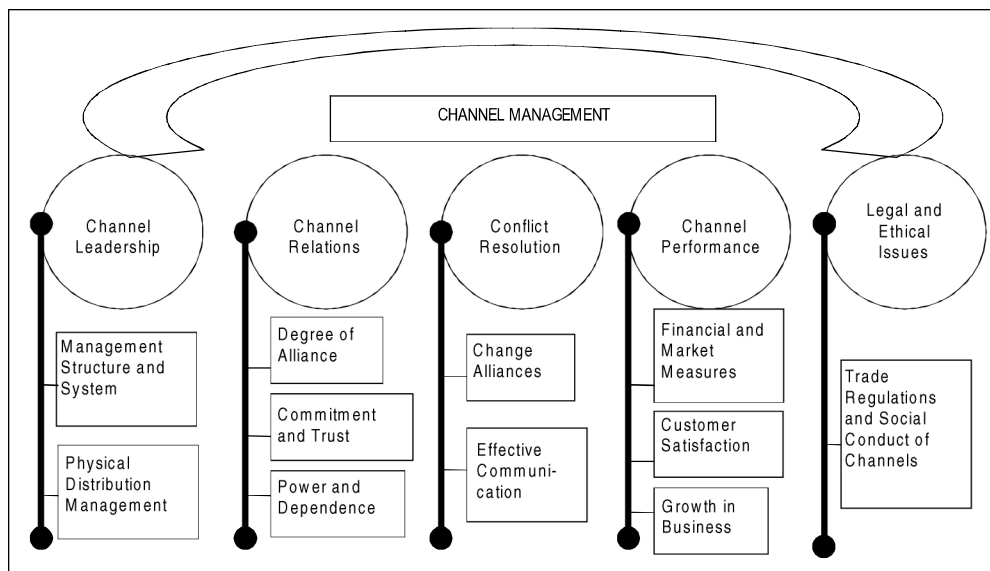 CHANNEL MANAGEMENT
Channel
Leadership
Channel
Relations
Conflict
Resolution
Channel
Performance
Legal and
Ethical
Issues
Management
Structure and
System
Physical
Distribution
Management
Degree of
Alliance
Commitment
and Trust
Power and
Dependence
Change
Alliances
Effective
Communi-
cation
Financial and
Market
Measures
Customer
Satisfaction
Growth in
Business
Trade
Regulations
and Social
Conduct of
Channels